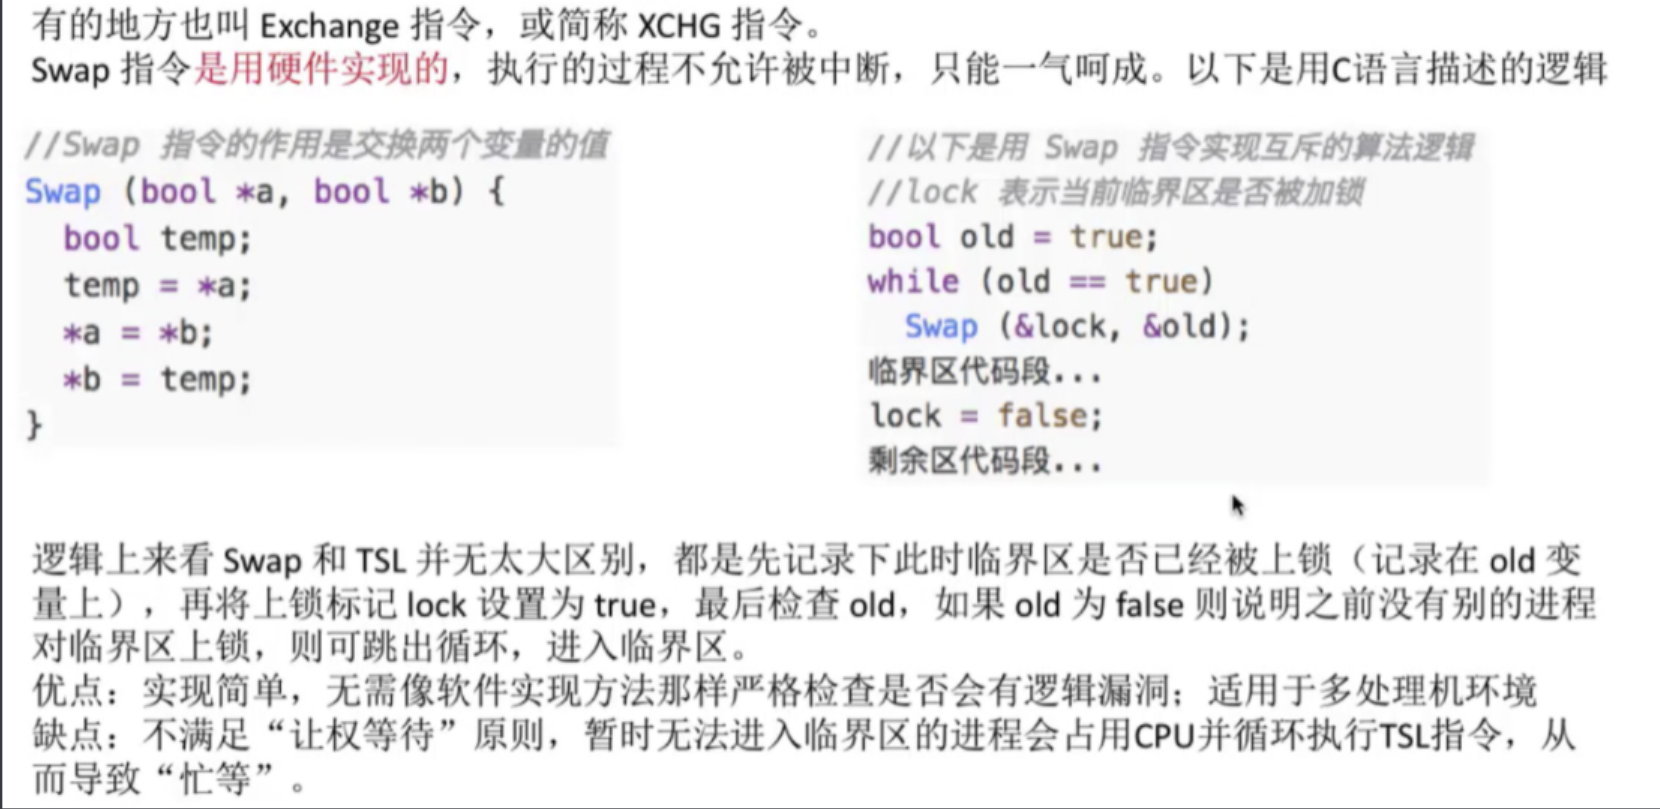 有的地方也叫 Exchange 指令，或简称 XCHG 指令。
Swap 指令是用硬件实现的，执行的过程不允许被中断，只能一气呵成。以下是用C语言描述的逻辑
//Swap 指令的作用是交换两个变量的值
Swap (bool *a, bool *b) {
bool temp;
temp = *a;
*a = *b;
*b = temp;
}
//以下是用 Swap 指令实现互斥的算法逻辑
//lock 表示当前临界区是否被加锁
bool old = true;
while (old == true)
Swap (&lock, &old);
临界区代码段...
lock = false;
剩余区代码段...
逻辑上来看 Swap 和 TSL 并无太大区别，都是先记录下此时临界区是否已经被上锁（记录在 old 变
量上），再将上锁标记 lock 设置为 true，最后检查 old，如果 old 为 false 则说明之前没有别的进程
对临界区上锁，则可跳出循环，进入临界区。
优点：实现简单，无需像软件实现方法那样严格检查是否会有逻辑漏洞；适用于多处理机环境
缺点：不满足“让权等待”原则，暂时无法进入临界区的进程会占用CPU并循环执行TSL指令，从
而导致“忙等”。